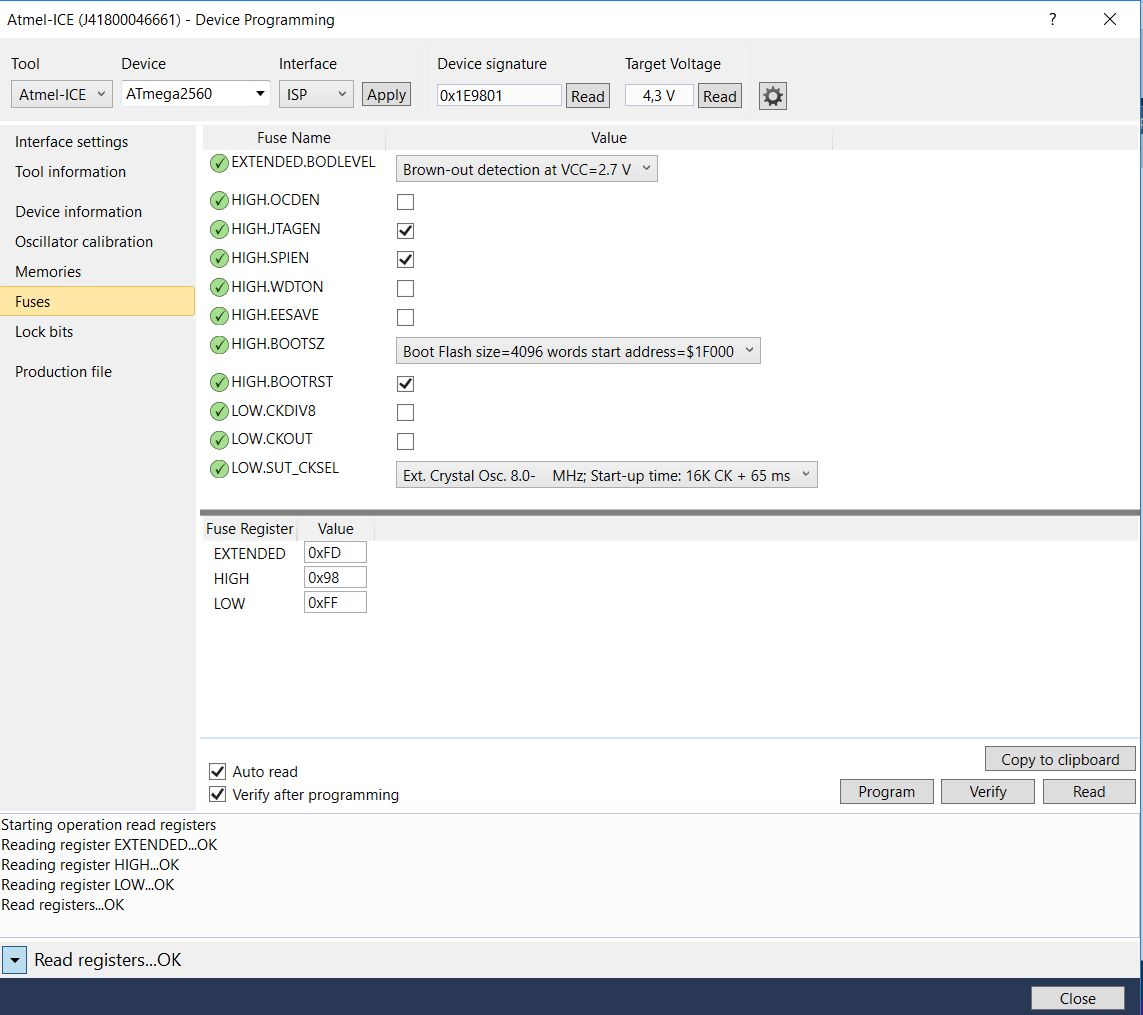 Atmel-ICE (J41800046661) - Device Programming
?
Tool Device Interface Device signature Target Voltage
Atmel-ICE ATmega2560 ISP Apply 0x1E9801 Read 4,3 V Read
Interface settings
Tool information
Device information
Oscillator calibration
Memories
Fuses
Lock bits
Production file
Fuse Name Value
EXTENDED.BODLEVEL Brown-out detection at VCC=2.7 V
HIGH.OCDEN
HIGH.JTAGEN
HIGH.SPIEN
HIGH.WDTON
HIGH.EESAVE
HIGH.BOOTSZ Boot Flash size=4096 words start address=$1F000
HIGH.BOOTRST
LOW.CKDIV8
LOW.CKOUT
LOW.SUT_CKSEL Ext. Crystal Osc. 8.0- MHz; Start-up time: 16K CK + 65 ms
Fuse Register Value
EXTENDED 0xFD
HIGH 0x98
LOW 0xFF
Copy to clipboard
Auto read
Verify after programming
Program Verify Read
Starting operation read registers
Reading register EXTENDED...OK
Reading register HIGH...OK
Reading register LOW...OK
Read registers...OK
Read registers...OK
Close